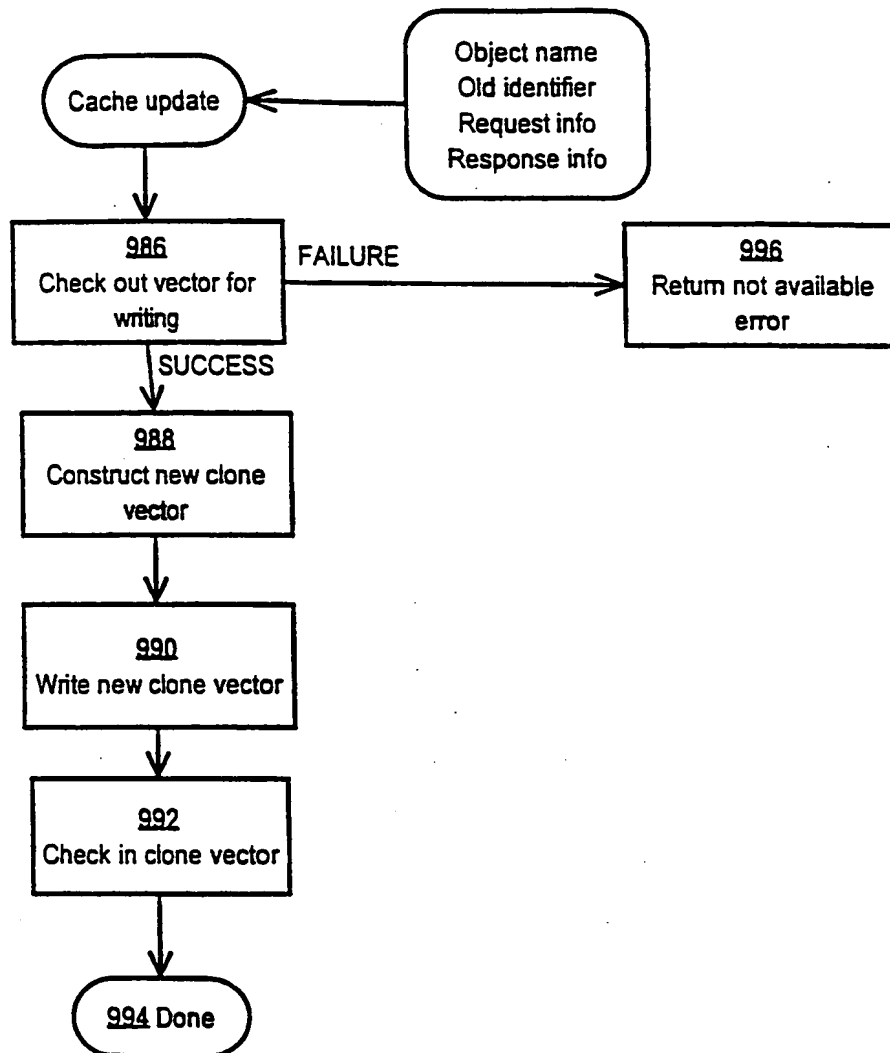 Cache update
Object name
Old identifier
Request info
Response info
986
Check out vector for
writing
FAILURE
996
Return not available
error
SUCCESS
988
Construct new clone
vector
990
Write new clone vector
992
Check in clone vector
994 Done